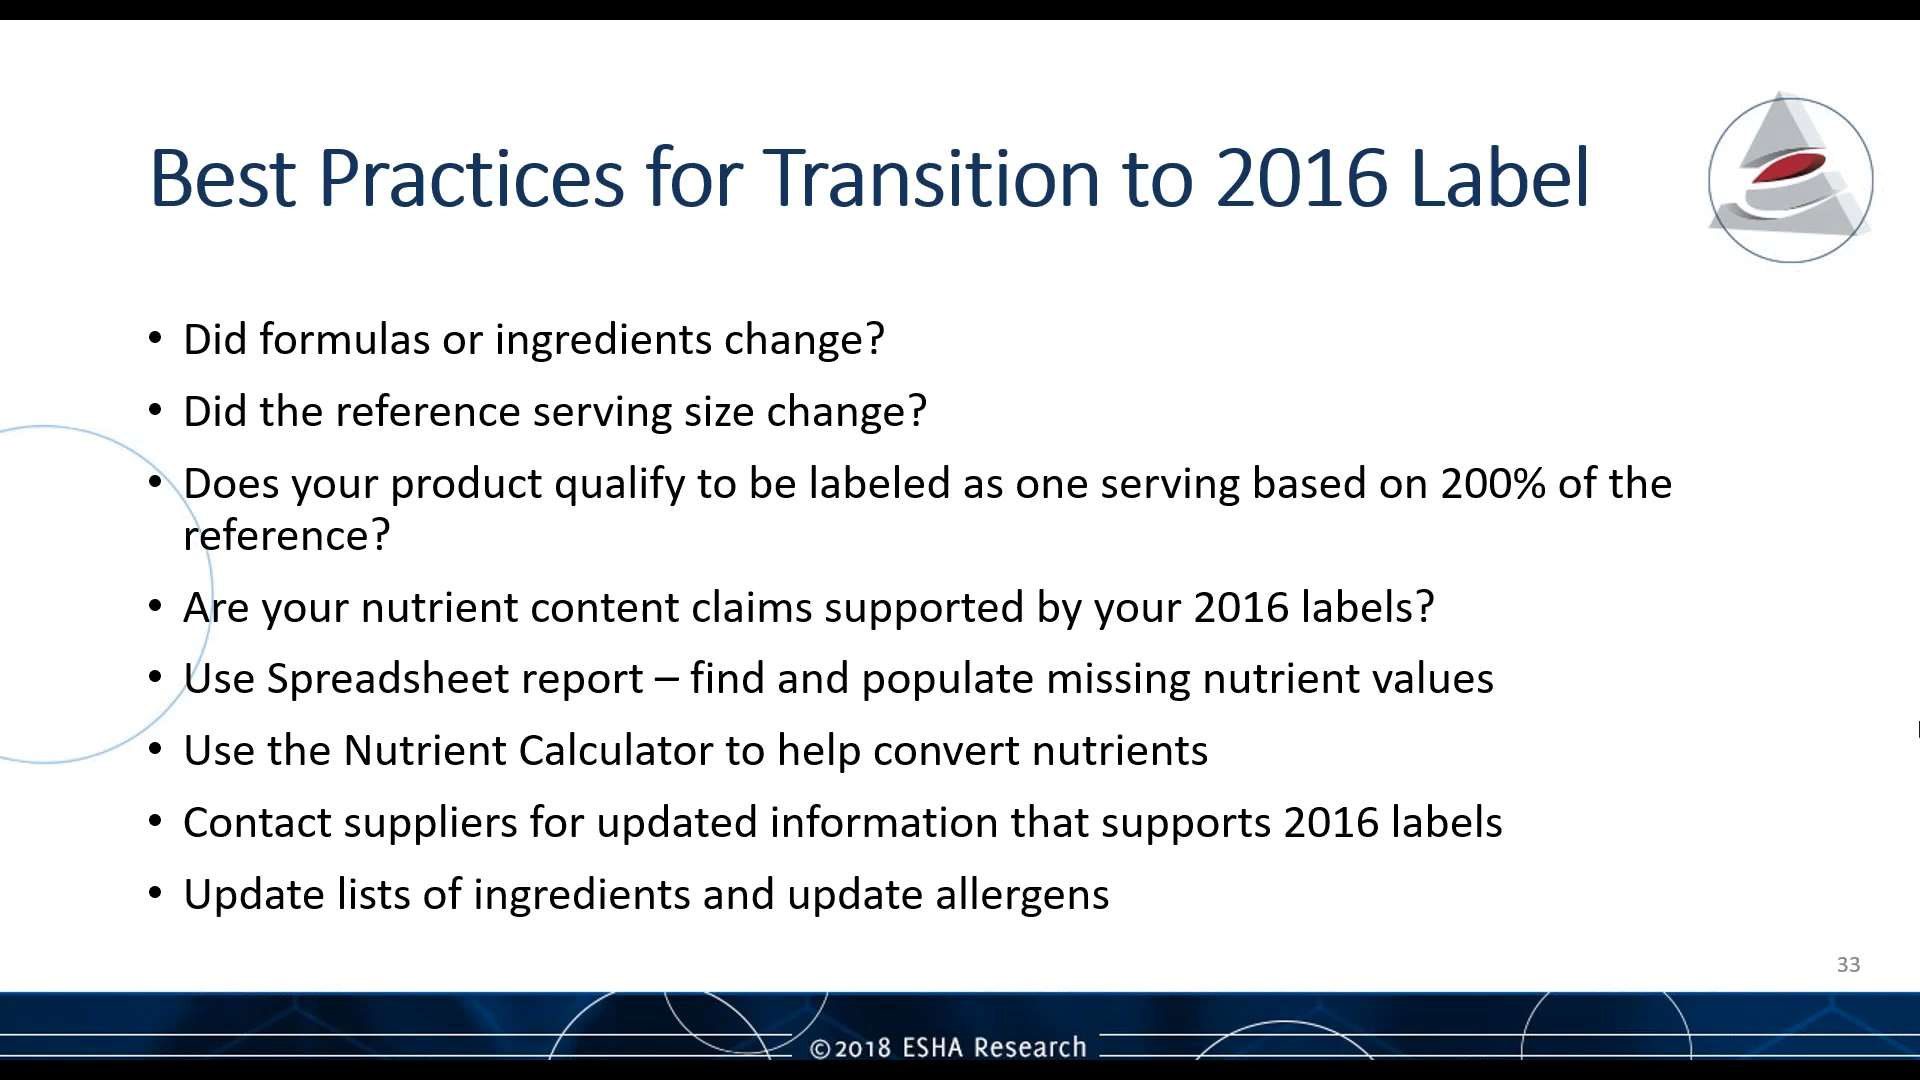 Best Practices for Transition to 2016 Label
• Did formulas or ingredients change?
• Did the reference serving size change?
• Does your product qualify to be labeled as one serving based on 200% of the
reference?
• Are your nutrient content claims supported by your 2016 labels?
• Use Spreadsheet report – find and populate missing nutrient values
• Use the Nutrient Calculator to help convert nutrients
• Contact suppliers for updated information that supports 2016 labels
• Update lists of ingredients and update allergens
33
©2018 ESHA Research